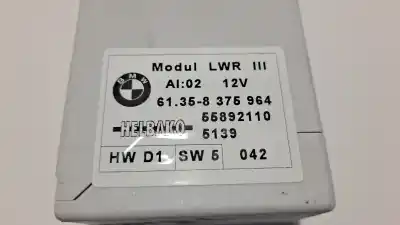 Modul LWR III
BMW
AI:02 12V
61.35-8 375 964
55892110
HELBAKO
5139
HW D1 SW 5 042